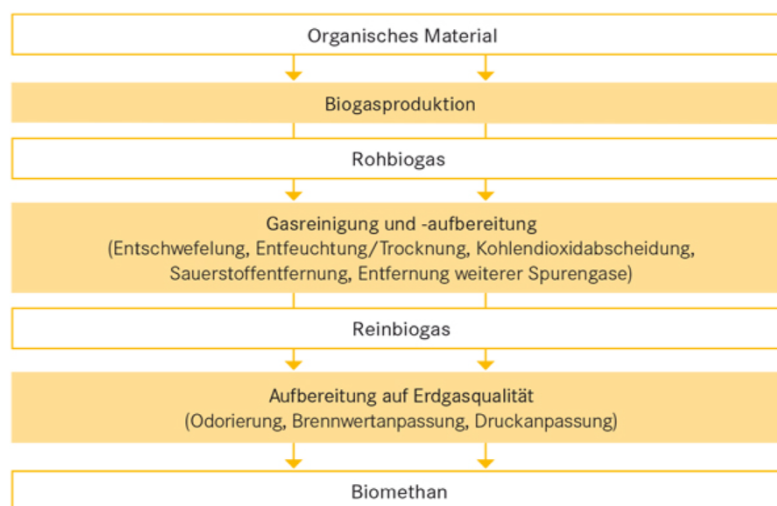 Organisches Material
Biogasproduktion
Rohbiogas
Gasreinigung und -aufbereitung
(Entschwefelung, Entfeuchtung/Trocknung, Kohlendioxidabscheidung,
Sauerstoffentfernung, Entfernung weiterer Spurengase)
Reinbiogas
Aufbereitung auf Erdgasqualität
(Odorierung, Brennwertanpassung, Druckanpassung)
Biomethan